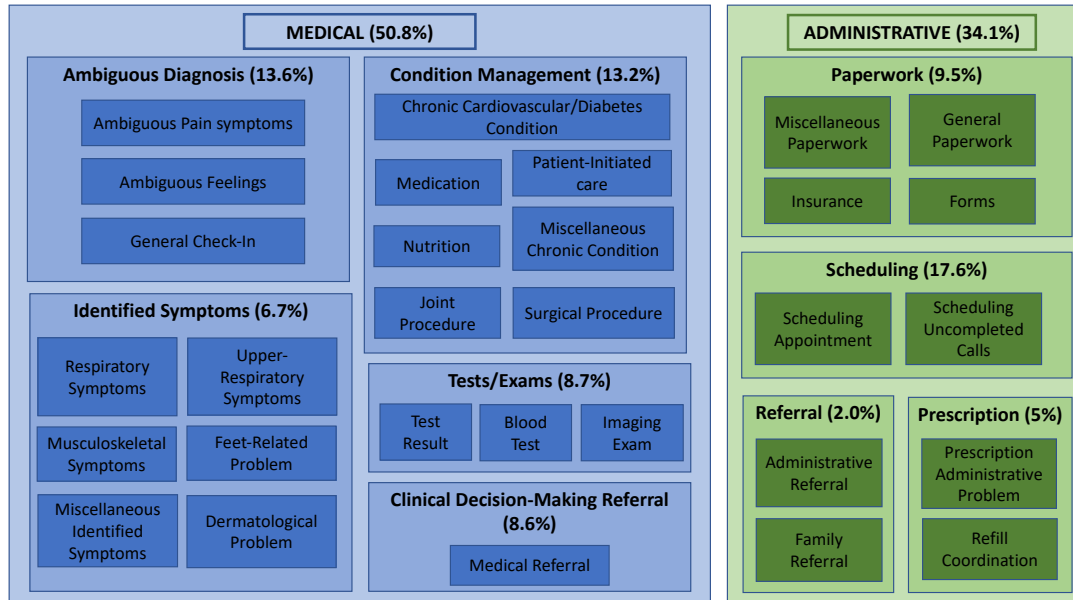 MEDICAL (50.8%)
Ambiguous Diagnosis (13.6%)
Ambiguous Pain symptoms
Ambiguous Feelings
General Check-In
Condition Management (13.2%)
Chronic Cardiovascular/Diabetes
Condition
Medication
Patient-Initiated
care
Nutrition
Miscellaneous
Chronic Condition
Joint
Procedure
Surgical Procedure
Identified Symptoms (6.7%)
Respiratory
Symptoms
Upper-
Respiratory
Symptoms
Musculoskeletal
Symptoms
Feet-Related
Problem
Miscellaneous
Identified
Symptoms
Dermatological
Problem
Tests/Exams (8.7%)
Test
Result
Blood
Test
Imaging
Exam
Clinical Decision-Making Referral
(8.6%)
Medical Referral
ADMINISTRATIVE (34.1%)
Paperwork (9.5%)
Miscellaneous
Paperwork
General
Paperwork
Insurance
Forms
Scheduling (17.6%)
Scheduling
Appointment
Scheduling
Uncompleted
Calls
Referral (2.0%)
Administrative
Referral
Family
Referral
Prescription (5%)
Prescription
Administrative
Problem
Refill
Coordination